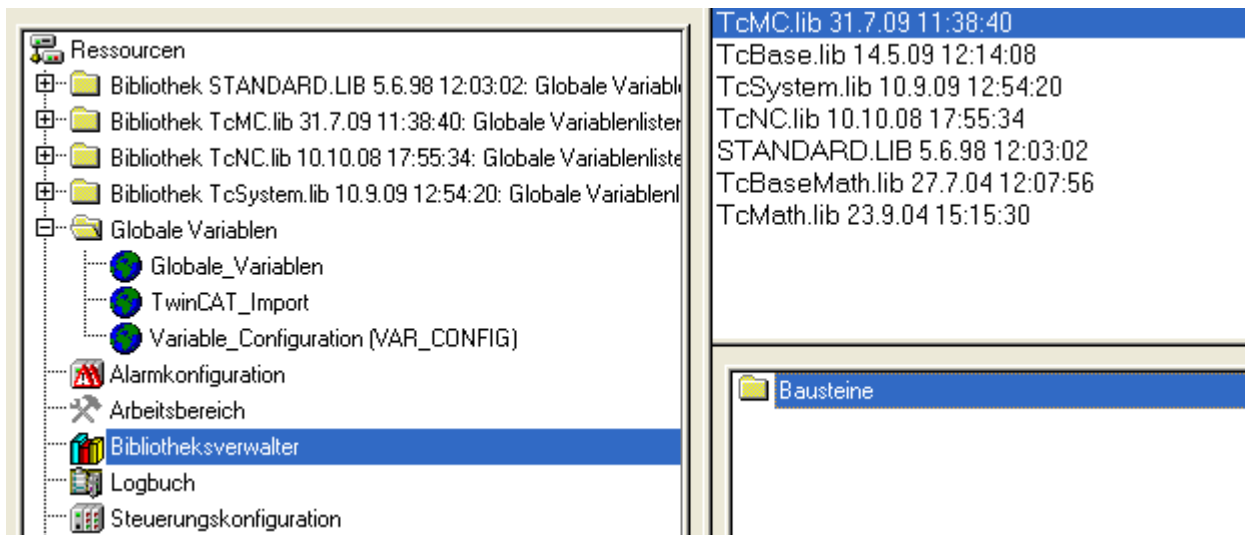 Ressourcen
Bibliothek STANDARD.LIB 5.6.98 12:03:02: Globale
Bibliothek TcMC.lib 31.7.09 11:38:40: Globale Variablenlisten
Bibliothek TcNC.lib 10.10.08 17:55:34: Globale Variablenliste
Bibliothek TcSystem.lib 10.9.09 12:54:20: Globale
Globale Variablen
Globale_Variablen
TwinCAT_Import
Variable_Configuration (VAR_CONFIG)
Alarmkonfiguration
Arbeitsbereich
Bibliotheksverwalter
Logbuch
Steuerungskonfiguration
TcMC.lib 31.7.09 11:38:40
TcBase.lib 14.5.09 12:14:08
TcSystem.lib 10.9.09 12:54:20
TcNC.lib 10.10.08 17:55:34
STANDARD.LIB 5.6.98 12:03:02
TcBaseMath.lib 27.7.04 12:07:56
TcMath.lib 23.9.04 15:15:30
Bausteine